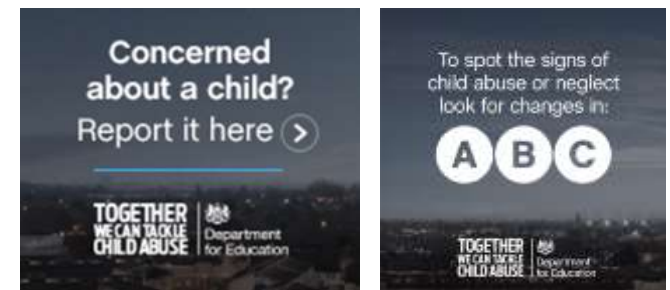 Concerned
about a child?
Report it here
TOGETHER
WE CAN TACKLE
CHILD ABUSE
Department
for Education
To spot the signs of
child abuse or neglect
look for changes in:
A B C
TOGETHER
WE CAN TACKLE
CHILD ABUSE
Department
for Education